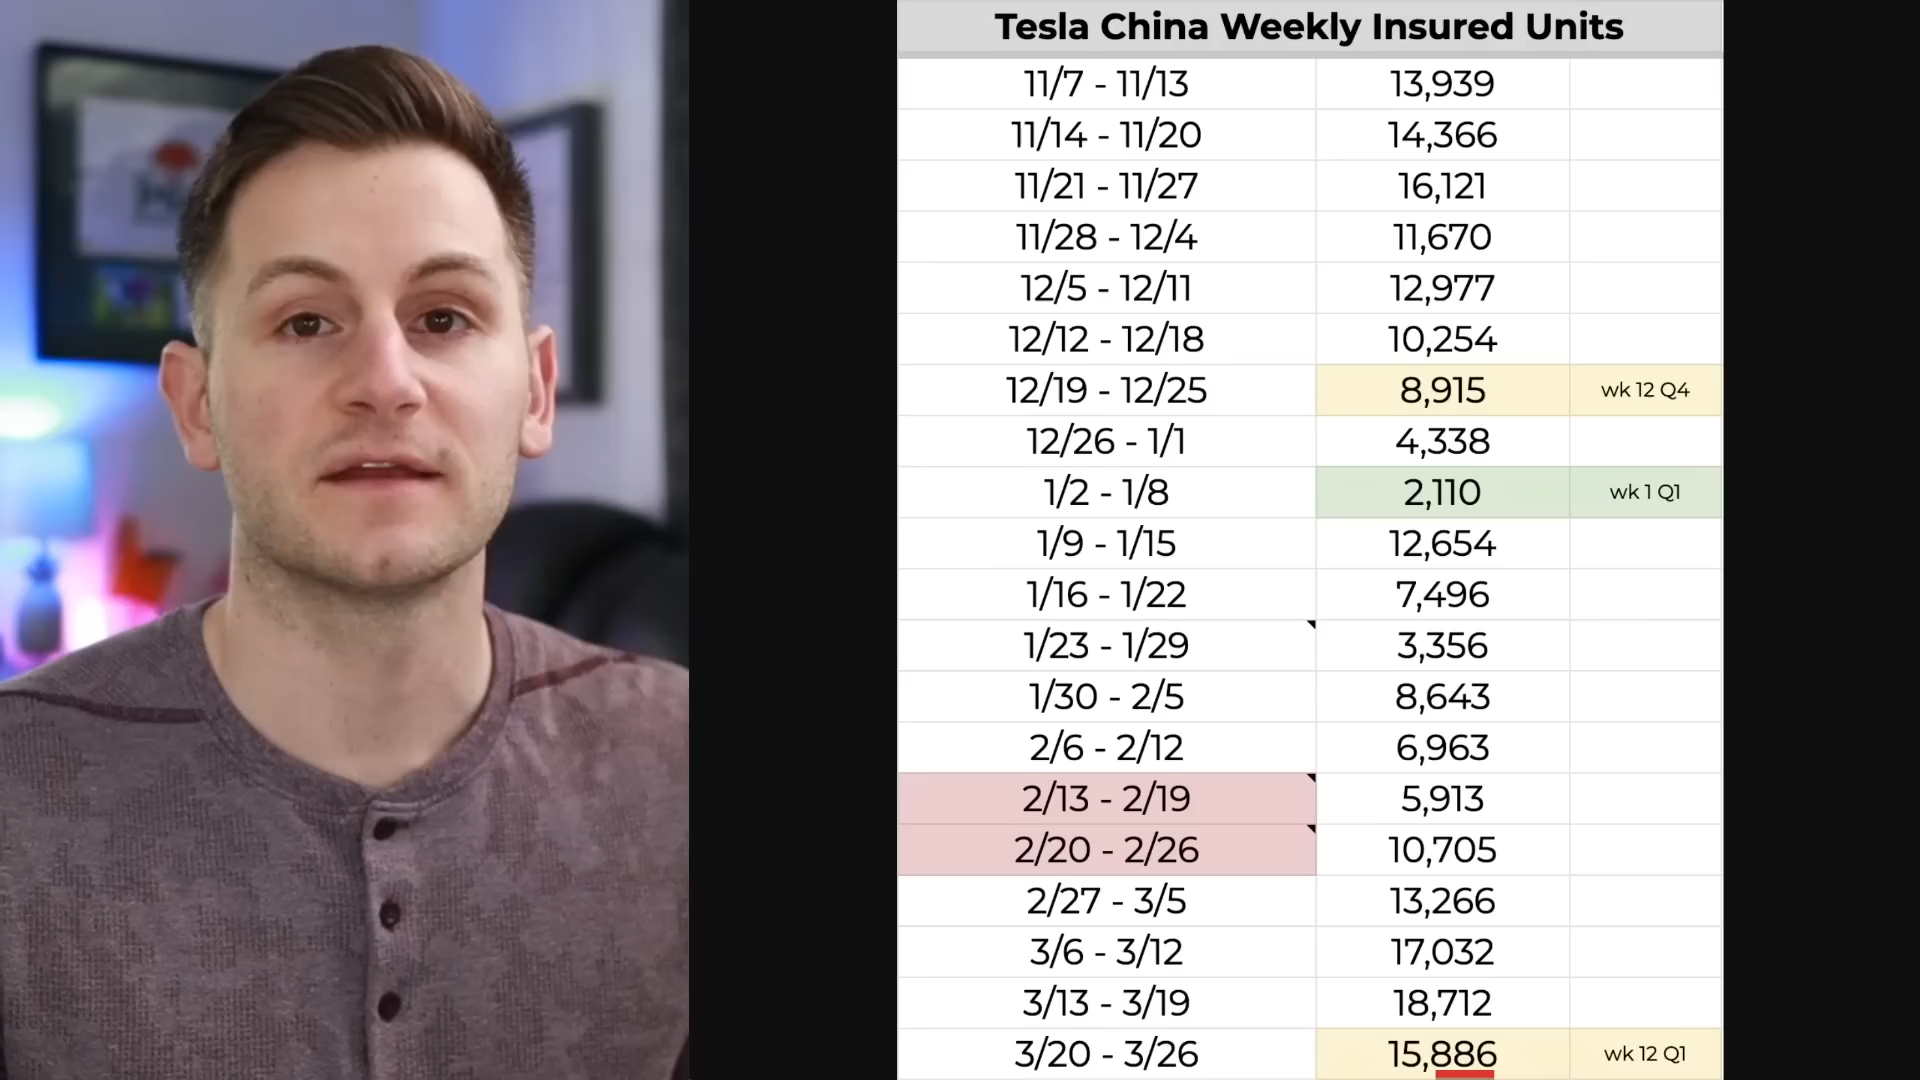 Tesla China Weekly Insured Units
11/7 - 11/13 13,939
11/14 - 11/20 14,366
11/21 - 11/27 16,121
11/28 - 12/4 11,670
12/5 - 12/11 12,977
12/12 - 12/18 10,254
12/19 - 12/25 8,915 wk 12 Q4
12/26 - 1/1 4,338
1/2 - 1/8 2,110 wk 1 Q1
1/9 - 1/15 12,654
1/16 - 1/22 7,496
1/23 - 1/29 3,356
1/30 - 2/5 8,643
2/6 - 2/12 6,963
2/13 - 2/19 5,913
2/20 - 2/26 10,705
2/27 - 3/5 13,266
3/6 - 3/12 17,032
3/13 - 3/19 18,712
3/20 - 3/26 15,886 wk 12 Q1